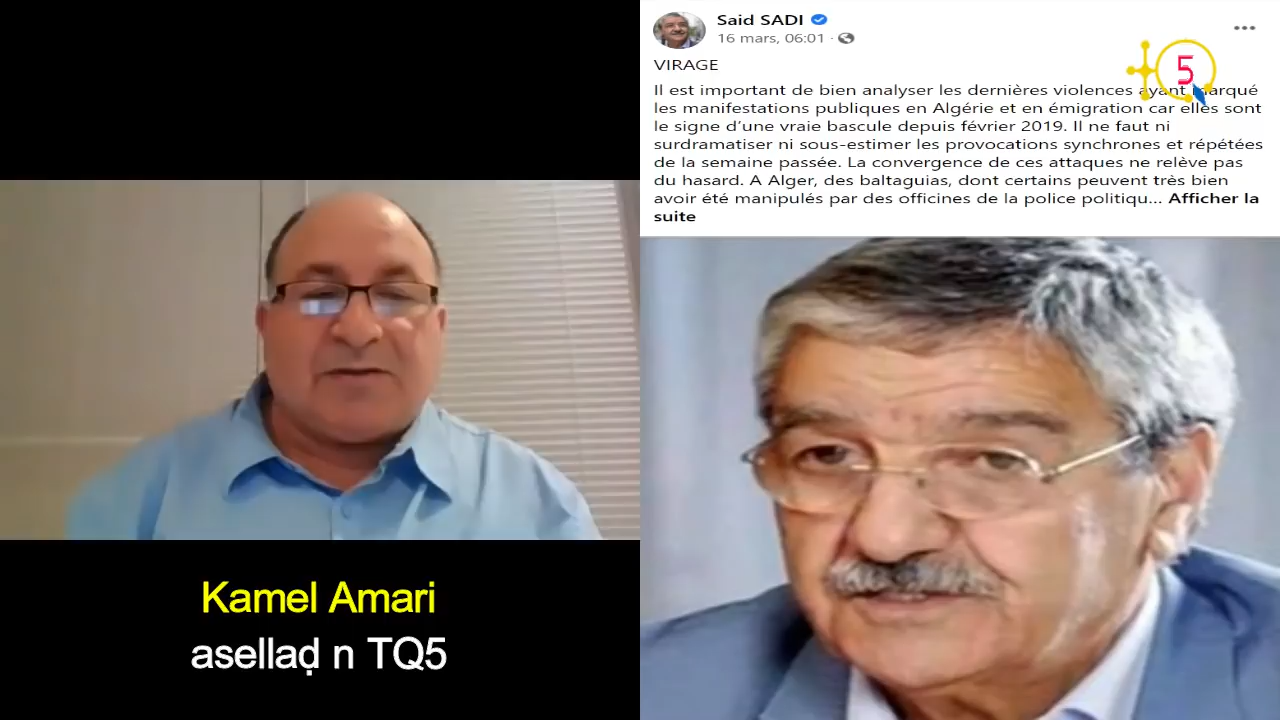 Kamel Amari
asellaḍ n TQ5
Said SADI
16 mars, 06:01 ·
VIRAGE
Il est important de bien analyser les dernières violences ayant marqué
les manifestations publiques en Algérie et en émigration car elles sont
le signe d'une vraie bascule depuis février 2019. Il ne faut ni
surdramatiser ni sous-estimer les provocations synchrones et répétées
de la semaine passée. La convergence de ces attaques ne relève pas
du hasard. A Alger, des baltaguias, dont certains peuvent très bien
avoir été manipulés par des officines de la police politiqu... Afficher la
suite
5